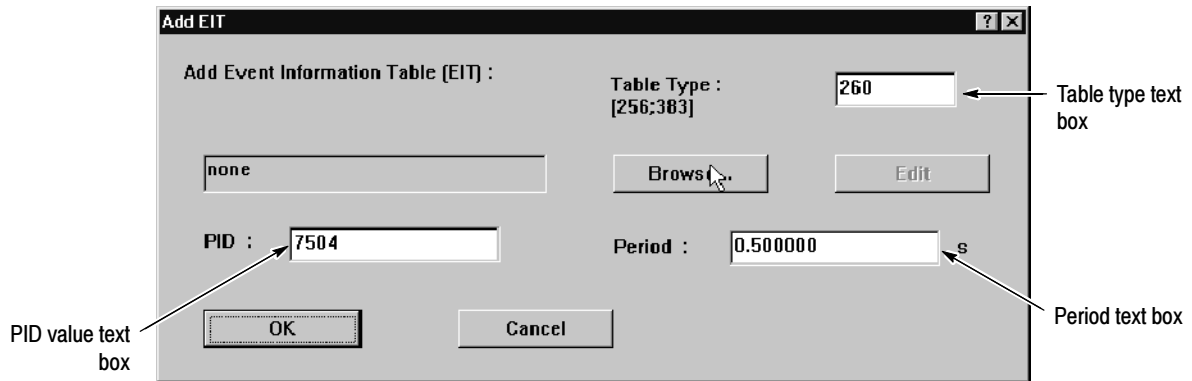 Add EIT
Add Event Information Table (EIT) :
Table Type :
[256;383]
260
Table type text
box
none
Browse...
Edit
PID :
7504
Period :
0.500000
s
PID value text
box
OK
Cancel
Period text box